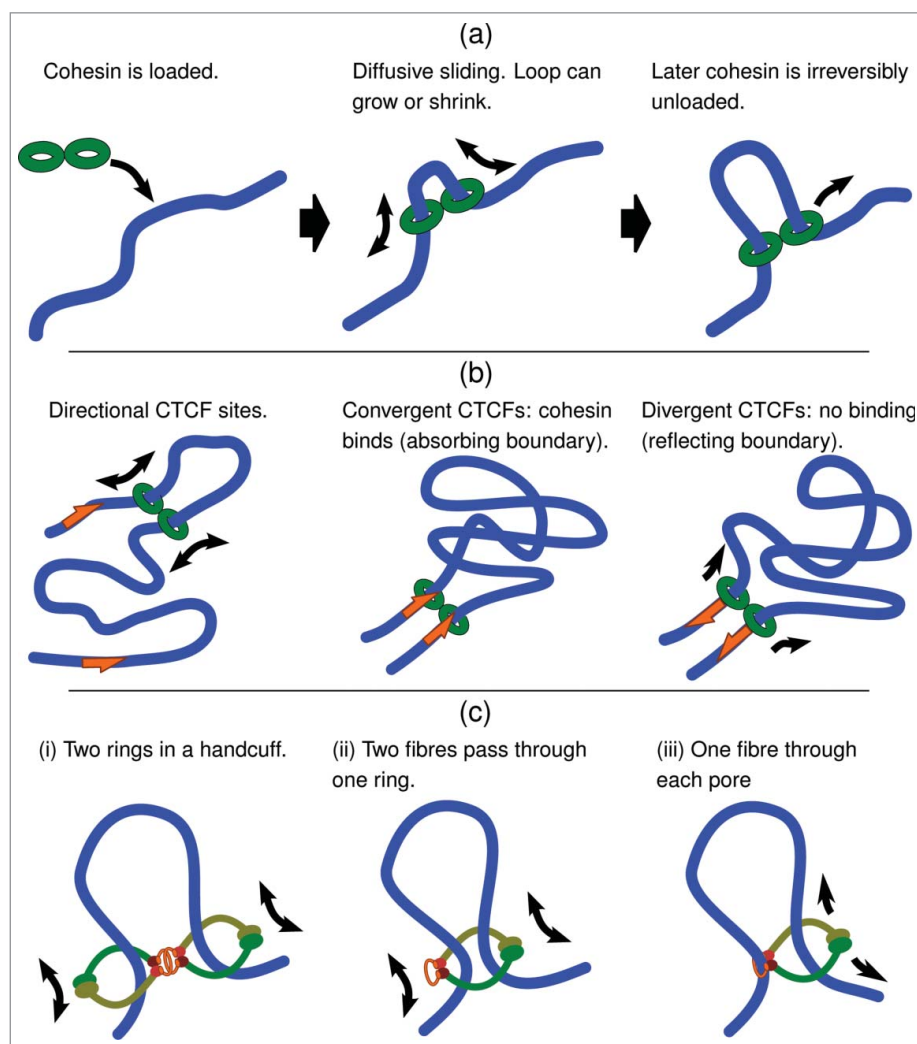 (a)
Cohesin is loaded.
Diffusive sliding. Loop can
grow or shrink.
Later cohesin is irreversibly
unloaded.
(b)
Directional CTCF sites.
Convergent CTCFs: cohesin
binds (absorbing boundary).
Divergent CTCFs: no binding
(reflecting boundary).
(c)
(i) Two rings in a handcuff.
(ii) Two fibres pass through
one ring.
(iii) One fibre through
each pore